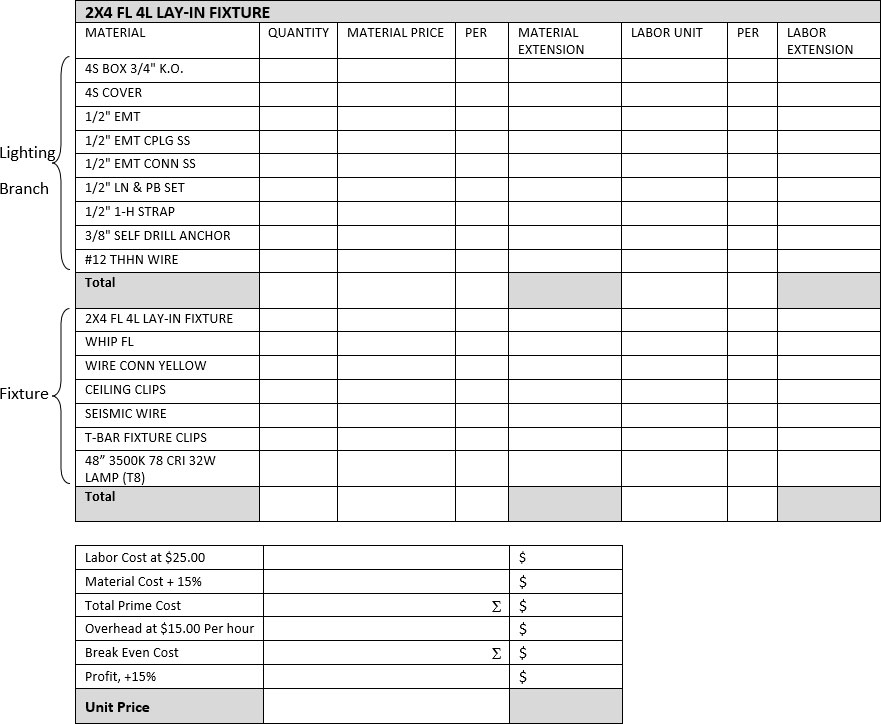 2X4 FL 4L LAY-IN FIXTURE
MATERIAL QUANTITY MATERIAL PRICE PER MATERIAL EXTENSION LABOR UNIT PER LABOR EXTENSION
4S BOX 3/4" K.O.
4S COVER
1/2" EMT
1/2" EMT CPLG SS
Lighting
1/2" EMT CONN SS
Branch
1/2" LN & PB SET
1/2" 1-H STRAP
3/8" SELF DRILL ANCHOR
#12 THHN WIRE
Total
2X4 FL 4L LAY-IN FIXTURE
WHIP FL
WIRE CONN YELLOW
Fixture
CEILING CLIPS
SEISMIC WIRE
T-BAR FIXTURE CLIPS
48” 3500K 78 CRI 32W
LAMP (T8)
Total
Labor Cost at $25.00 $
Material Cost + 15% $
Total Prime Cost Σ $
Overhead at $15.00 Per hour $
Break Even Cost Σ $
Profit, +15% $
Unit Price